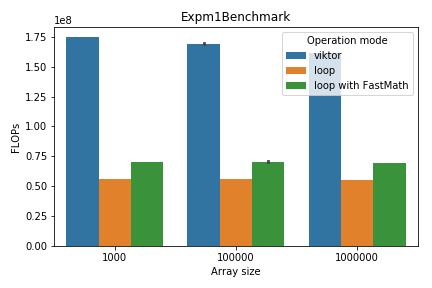 Expm1Benchmark
1e8
1.75
1.50
1.25
1.00
0.75
0.50
0.25
0.00
FLOPs
Operation mode
viktor
loop
loop with FastMath
1000
100000
1000000
Array size